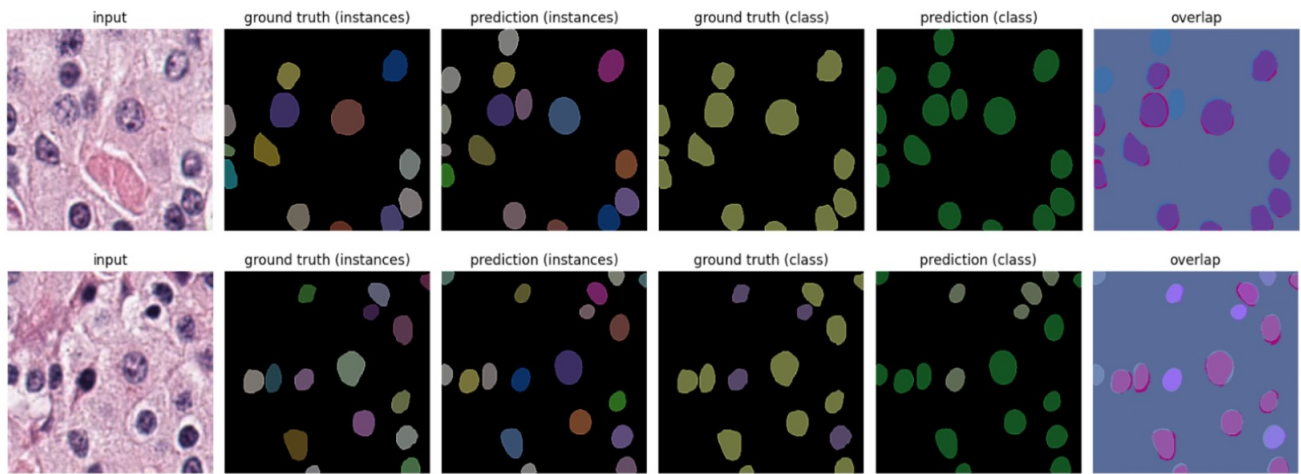 input ground truth (instances) prediction (instances) ground truth (class) prediction (class) overlap
input ground truth (instances) prediction (instances) ground truth (class) prediction (class) overlap